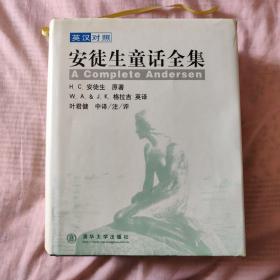 英汉对照
安徒生童话全集
A Complete Andersen
H. C. 安徒生 原著
W. A. & J. K. 格拉吉 英译
叶君健 中译/注/评
清华大学出版社